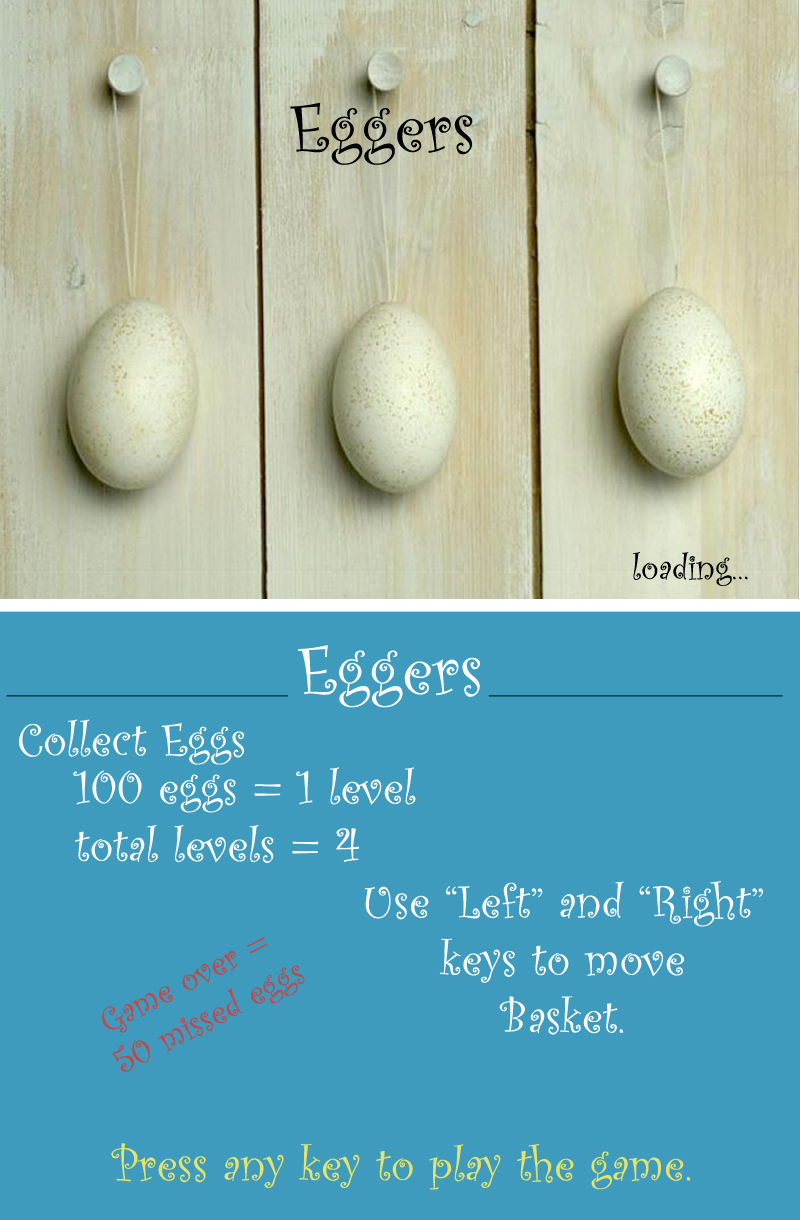 Eggers
loading...
Eggers
Collect Eggs
100 eggs = 1 level
total levels = 4
Use “Left” and “Right”
keys to move
Basket.
Game over =
50 missed eggs
Press any key to play the game.